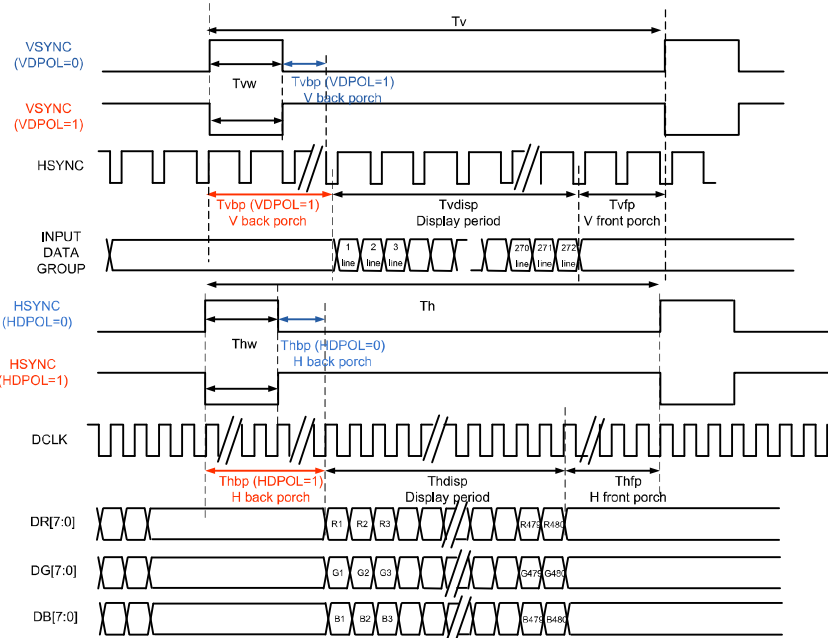 Tv
VSYNC
(VDPOL=0)
Tvw
Tvbp (VDPOL=1)
V back porch
VSYNC
(VDPOL=1)
HSYNC
Tvbp (VDPOL=1)
V back porch
Tvdisp
Display period
Tvfp
V front porch
INPUT
DATA
GROUP
1 line
2 line
3 line
270 line
271 line
272 line
HSYNC
(HDPOL=0)
Th
Thw
Thbp (HDPOL=0)
H back porch
HSYNC
(HDPOL=1)
DCLK
Thbp (HDPOL=1)
H back porch
Thdisp
Display period
Thfp
H front porch
DR[7:0] R1 R2 R3 R479 R480
DG[7:0] G1 G2 G3 G479 G480
DB[7:0] B1 B2 B3 B479 B480